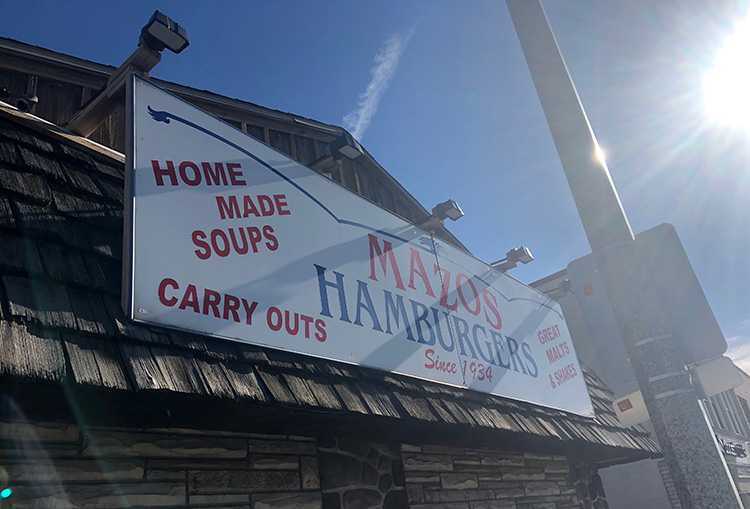 HOME
MADE
SOUPS
CARRY OUTS
MAZOS
HAMBURGERS
Since 1934
GREAT
MALTS
& SHAKES